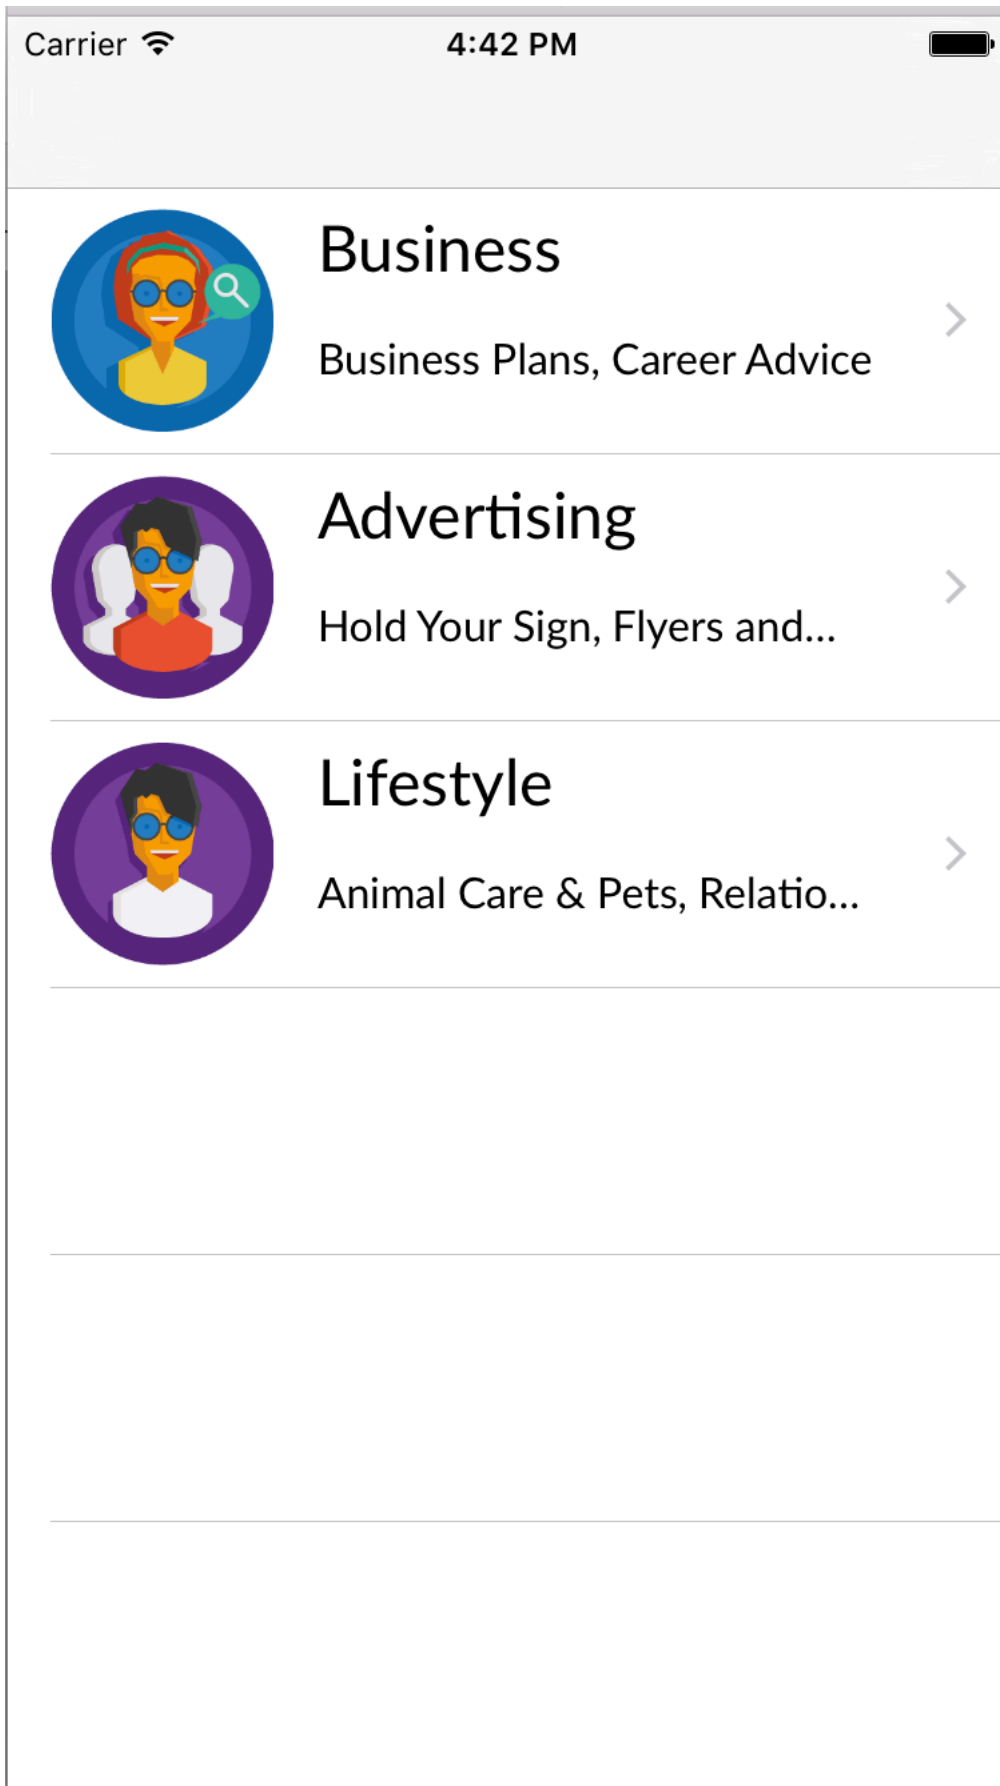 Carrier 4:42 PM
Business
Business Plans, Career Advice
Advertising
Hold Your Sign, Flyers and...
Lifestyle
Animal Care & Pets, Relatio...